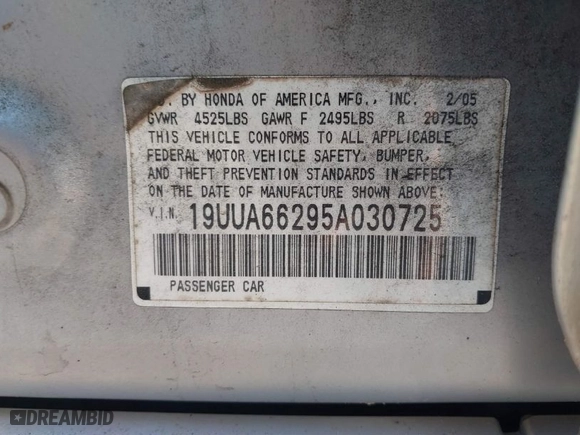 BY HONDA OF AMERICA MFG., INC. 2/05
GVWR 4525LBS GAWR F 2495LBS R 2075LBS
THIS VEHICLE CONFORMS TO ALL APPLICABLE
FEDERAL MOTOR VEHICLE SAFETY, BUMPER,
AND THEFT PREVENTION STANDARDS IN EFFECT
ON THE DATE OF MANUFACTURE SHOWN ABOVE.
V.I.N. 19UUA66295A030725
PASSENGER CAR
DREAMBID